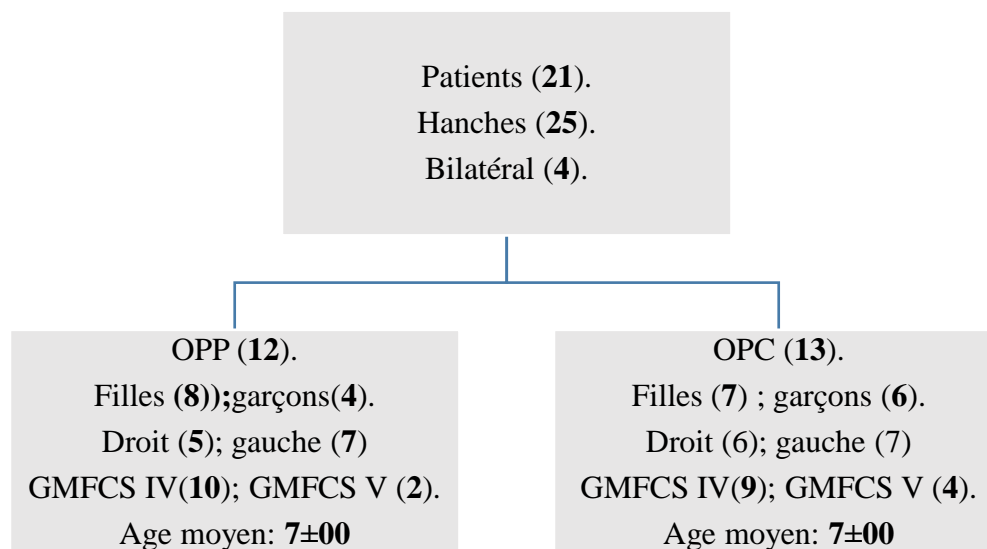 Patients (21).
Hanches (25).
Bilatéral (4).
OPP (12).
Filles (8));garçons(4).
Droit (5); gauche (7)
GMFCS IV(10); GMFCS V (2).
Age moyen: 7±00
OPC (13).
Filles (7) ; garçons (6).
Droit (6); gauche (7)
GMFCS IV(9); GMFCS V (4).
Age moyen: 7±00